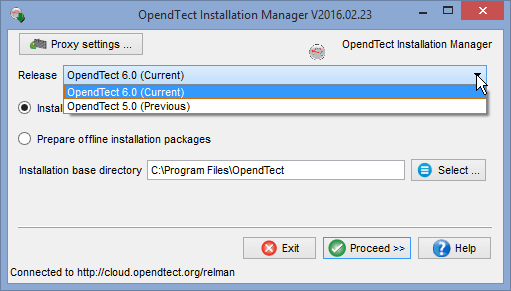 OpendTect Installation Manager V2016.02.23
Proxy settings ...
OpendTect Installation Manager
Release
OpendTect 6.0 (Current)
OpendTect 6.0 (Current)
OpendTect 5.0 (Previous)
Prepare offline installation packages
Installation base directory
C:\Program Files\OpendTect
Select ...
Exit
Proceed >>
Help
Connected to http://cloud.opendtect.org/relman